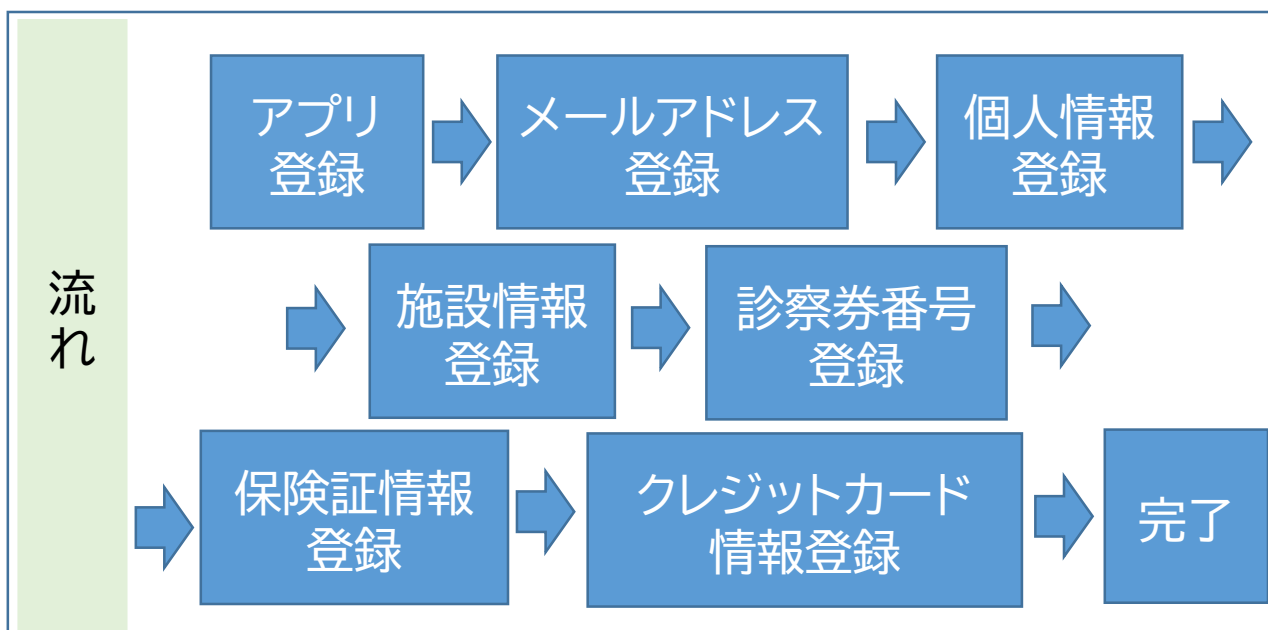 流れ
アプリ
登録
メールアドレス
登録
個人情報
登録
施設情報
登録
診察券番号
登録
保険証情報
登録
クレジットカード
情報登録
完了